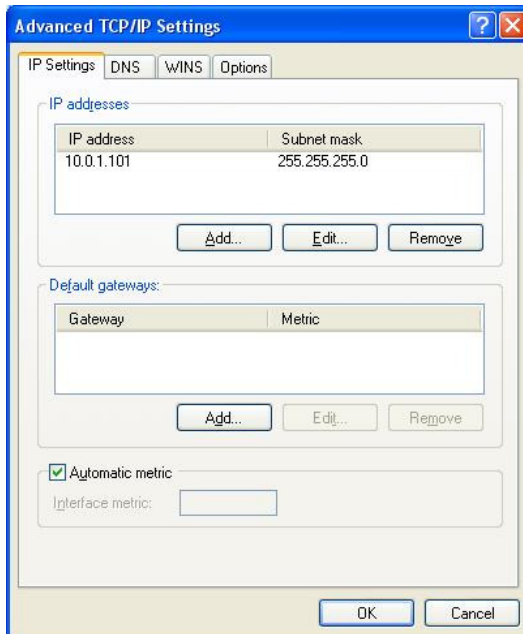 Advanced TCP/IP Settings
IP Settings DNS WINS Options
IP addresses
IP address Subnet mask
10.0.1.101 255.255.255.0
Add... Edit... Remove
Default gateways:
Gateway Metric
Add... Edit... Remove
Automatic metric
Interface metric:
OK Cancel